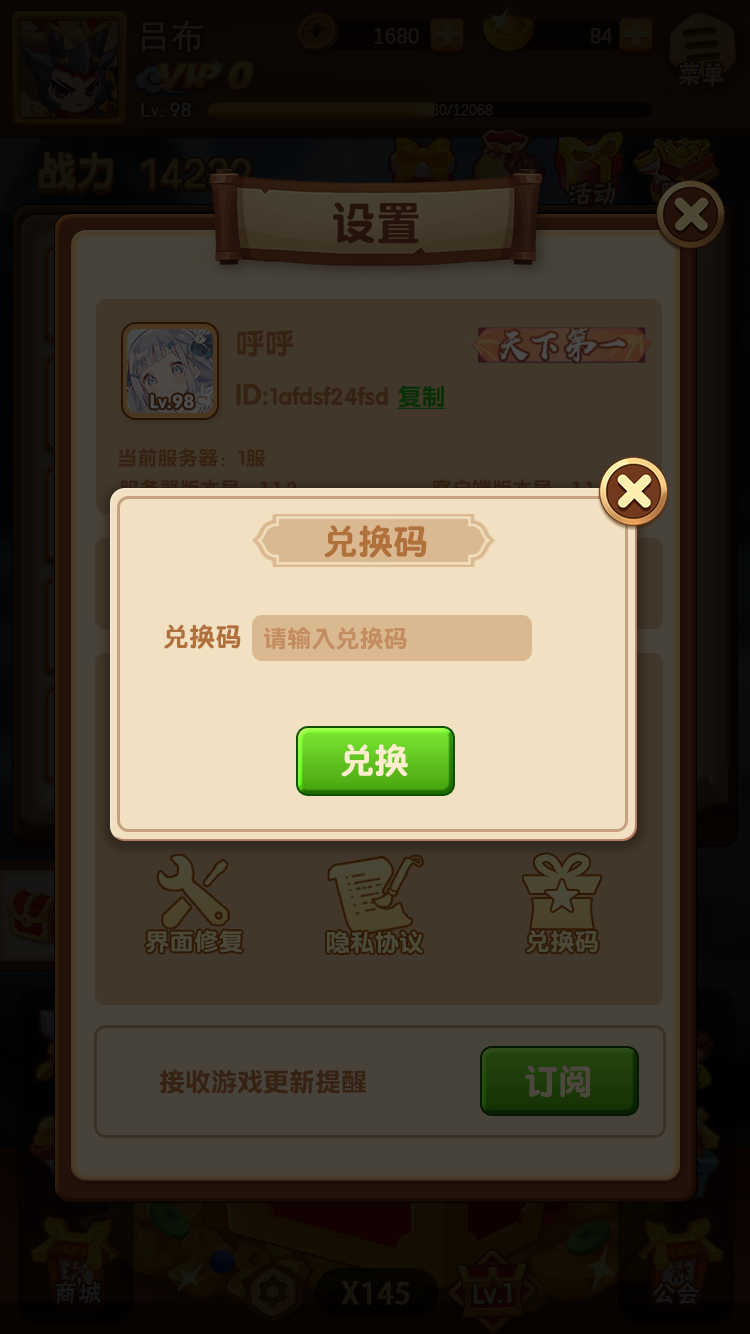 吕布
1680
84
菜单
VIP 0
Lv. 98
战力
活动
设置
呼呼
天下第一
Lv.98
ID:1afdsf24fsd 复制
当前服务器：1服
兑换码
兑换码 请输入兑换码
兑换
界面修复 隐私协议 兑换码
接收游戏更新提醒 订阅
商城
X145
Lv.1
公会